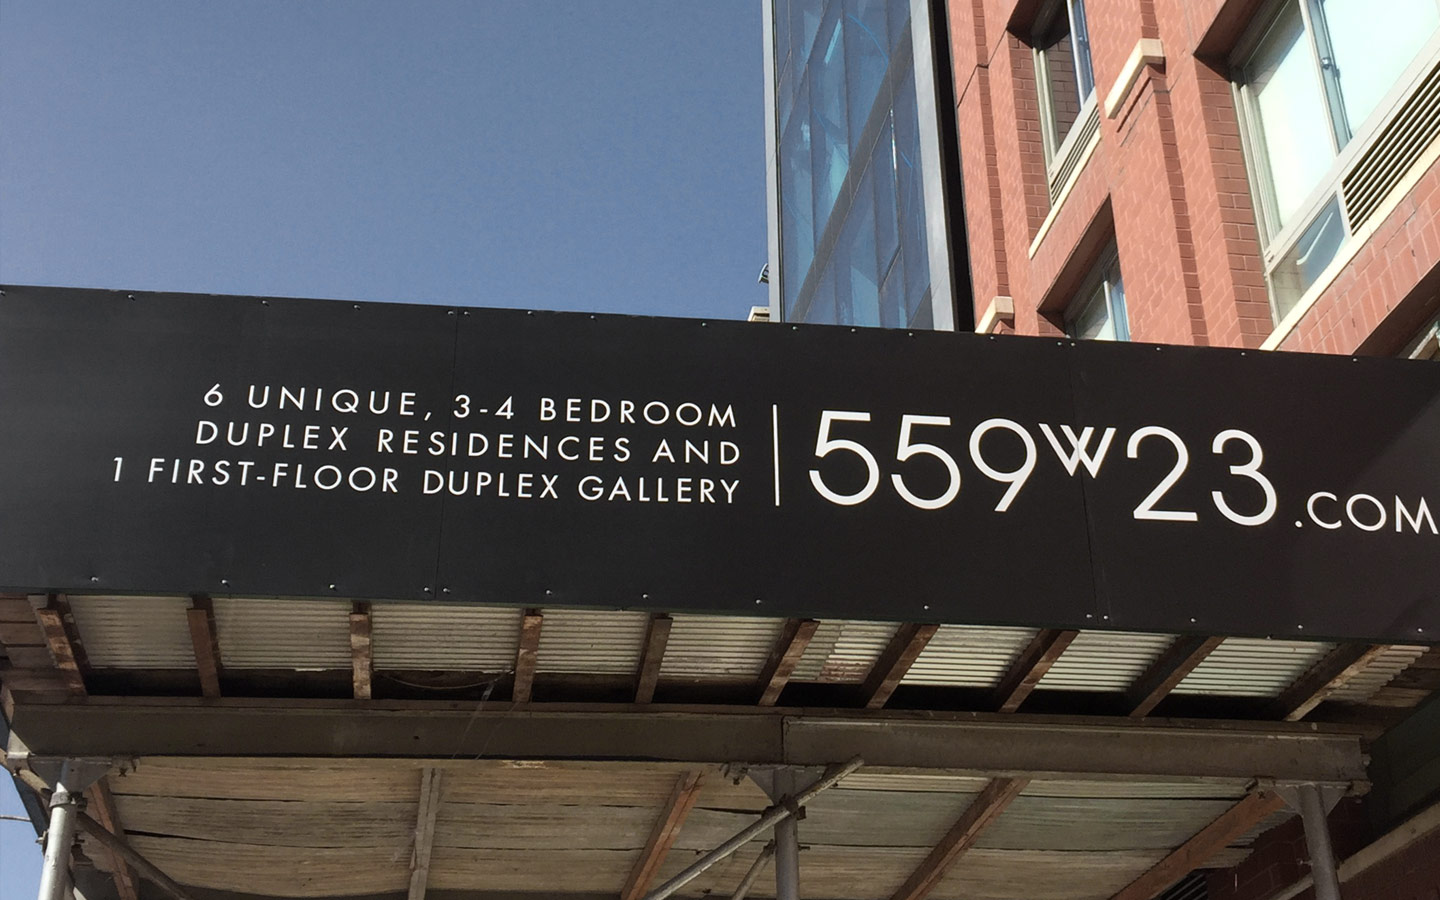 6 UNIQUE, 3-4 BEDROOM
DUPLEX RESIDENCES AND
1 FIRST-FLOOR DUPLEX GALLERY
559W23.COM